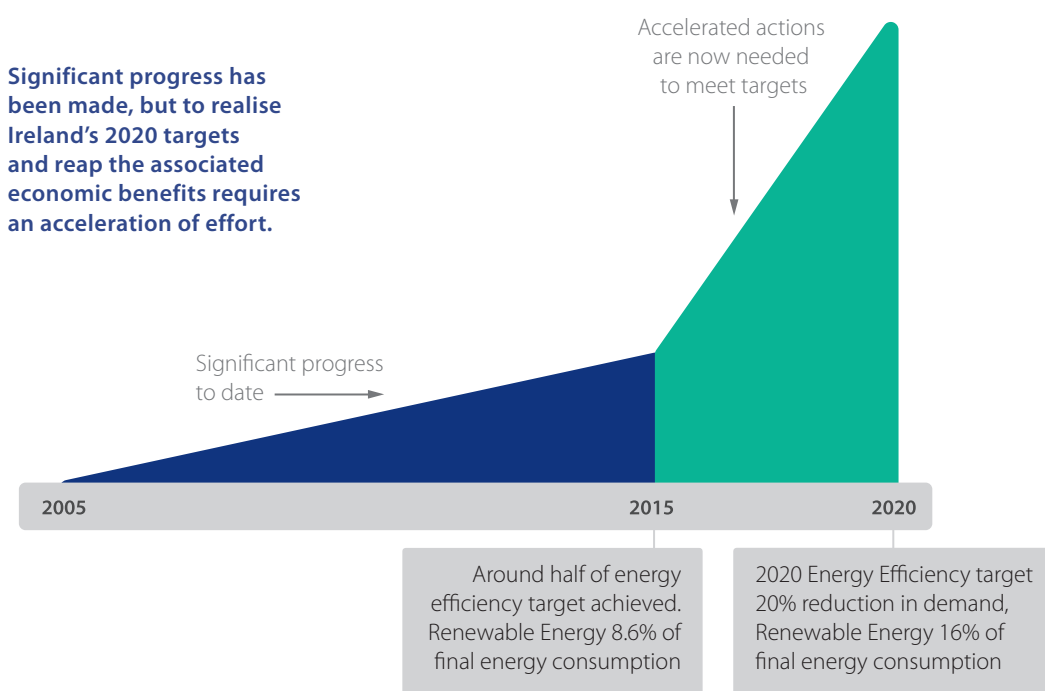 Significant progress has
been made, but to realise
Ireland's 2020 targets
and reap the associated
economic benefits requires
an acceleration of effort.
Accelerated actions
are now needed
to meet targets
Significant progress
to date
2005
2015
2020
Around half of energy
efficiency target achieved.
Renewable Energy 8.6% of
final energy consumption
2020 Energy Efficiency target
20% reduction in demand,
Renewable Energy 16% of
final energy consumption